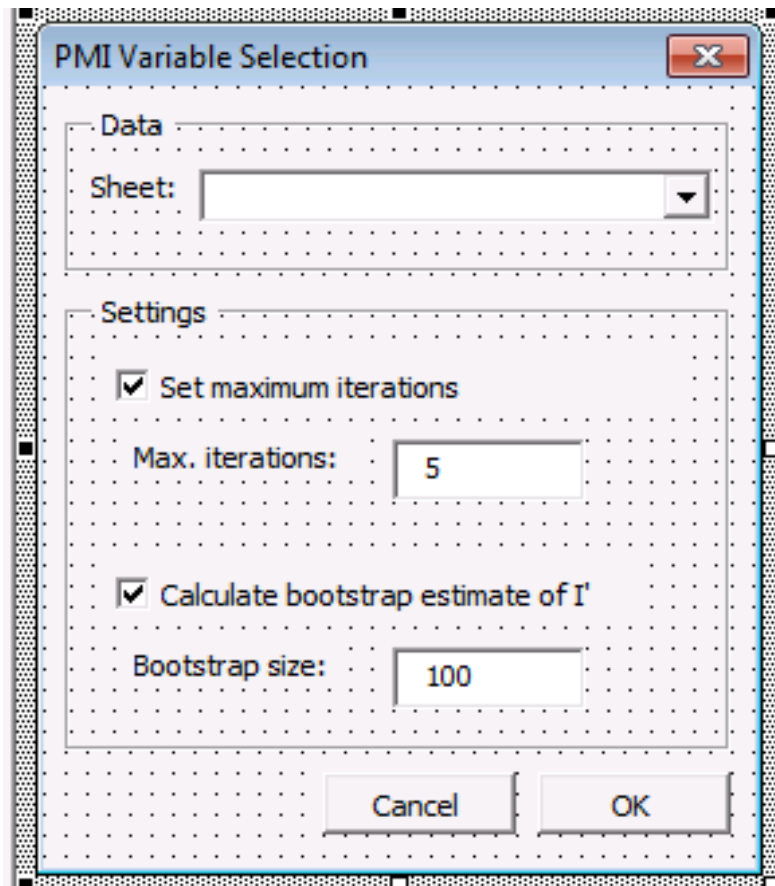 PMI Variable Selection
Data
Sheet:
Settings
Set maximum iterations
Max. iterations: 5
Calculate bootstrap estimate of I'
Bootstrap size: 100
Cancel OK